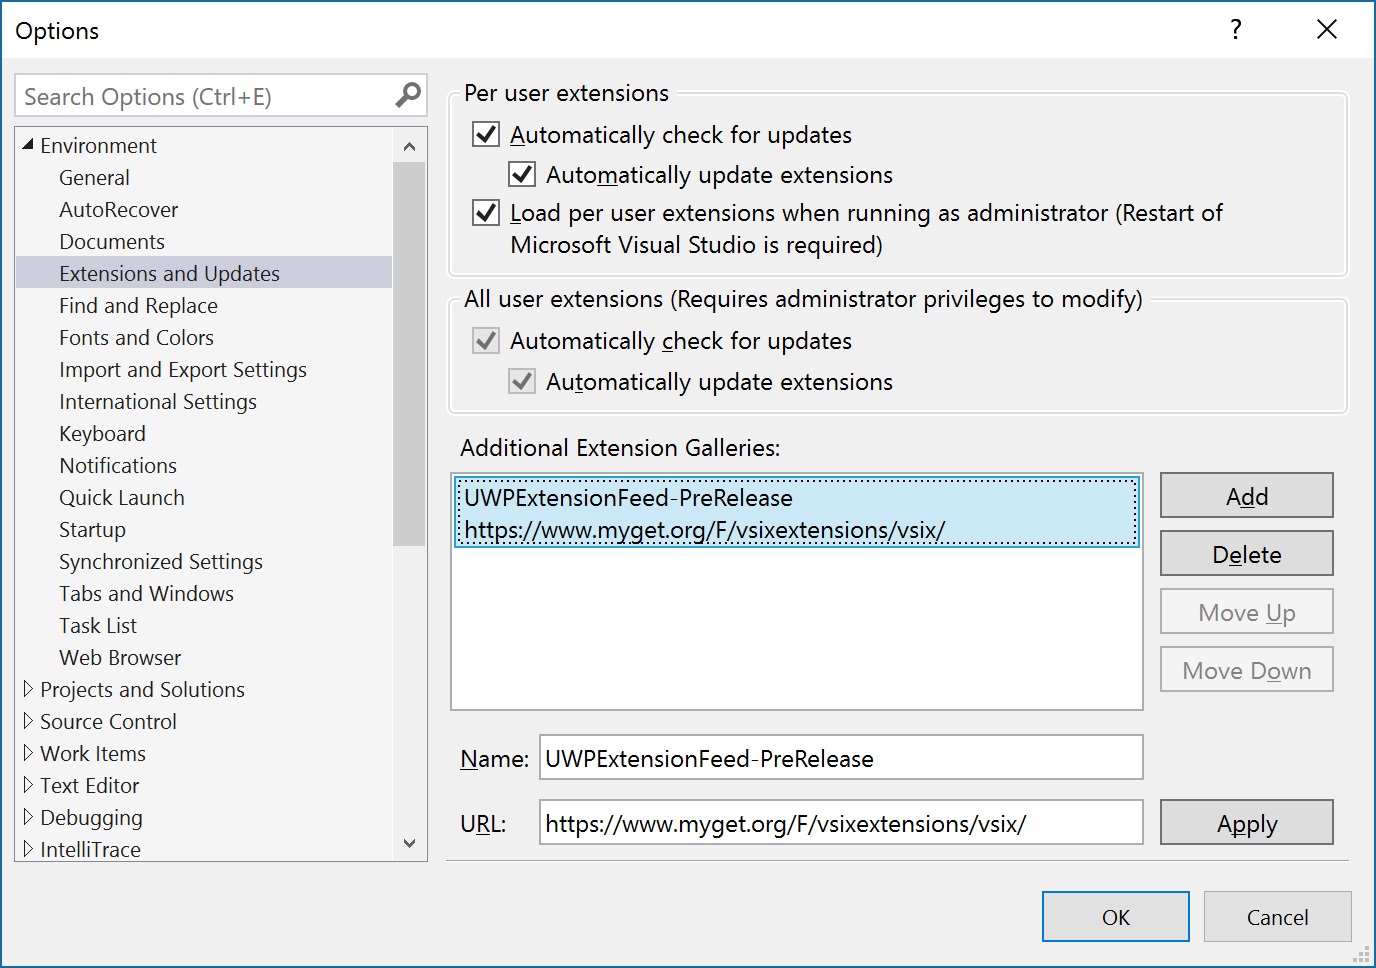 Options
?
Search Options (Ctrl+E)
Environment
General
AutoRecover
Documents
Extensions and Updates
Find and Replace
Fonts and Colors
Import and Export Settings
International Settings
Keyboard
Notifications
Quick Launch
Startup
Synchronized Settings
Tabs and Windows
Task List
Web Browser
Projects and Solutions
Source Control
Work Items
Text Editor
Debugging
IntelliTrace
Per user extensions
Automatically check for updates
Automatically update extensions
Load per user extensions when running as administrator (Restart of
Microsoft Visual Studio is required)
All user extensions (Requires administrator privileges to modify)
Automatically check for updates
Automatically update extensions
Additional Extension Galleries:
UWPExtensionFeed-PreRelease
https://www.myget.org/F/vsixextensions/vsix/
Add
Delete
Move Up
Move Down
Name: UWPExtensionFeed-PreRelease
URL: https://www.myget.org/F/vsixextensions/vsix/
Apply
OK
Cancel